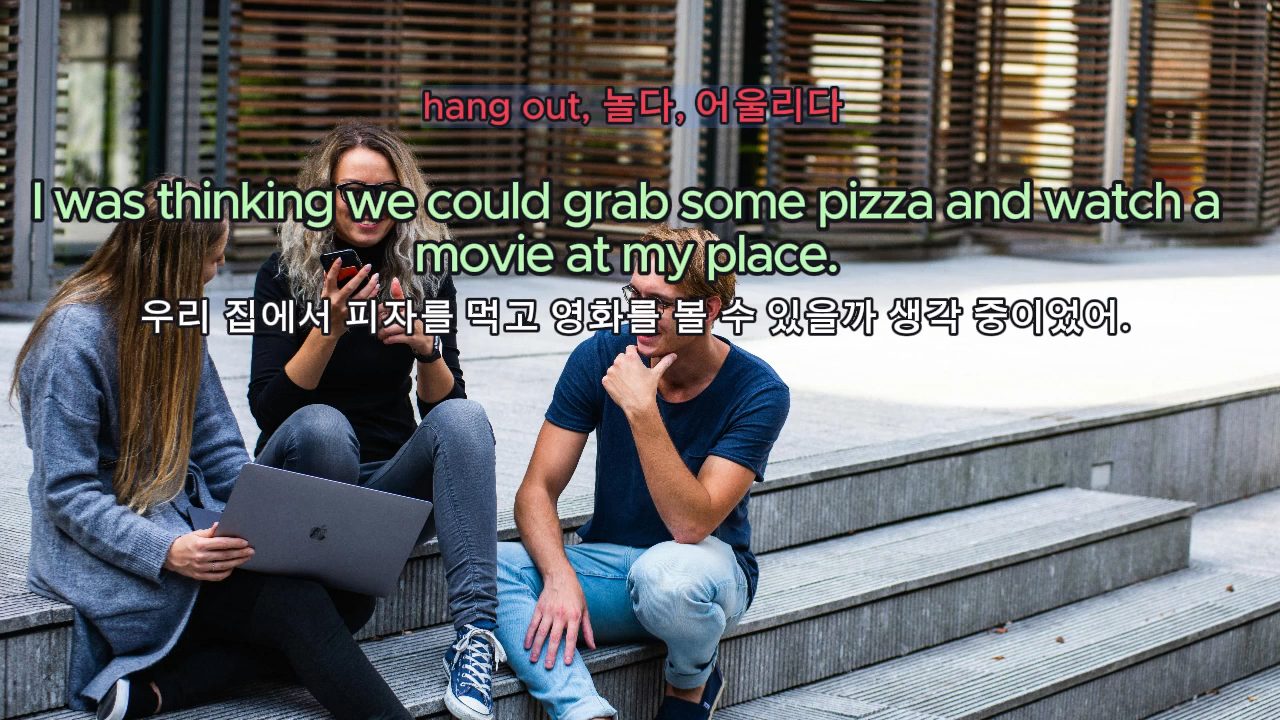 hang out, 놀다, 어울리다
I was thinking we could grab some pizza and watch a
movie at my place.
우리 집에서 피자를 먹고 영화를 볼 수 있을까 생각 중이었어.